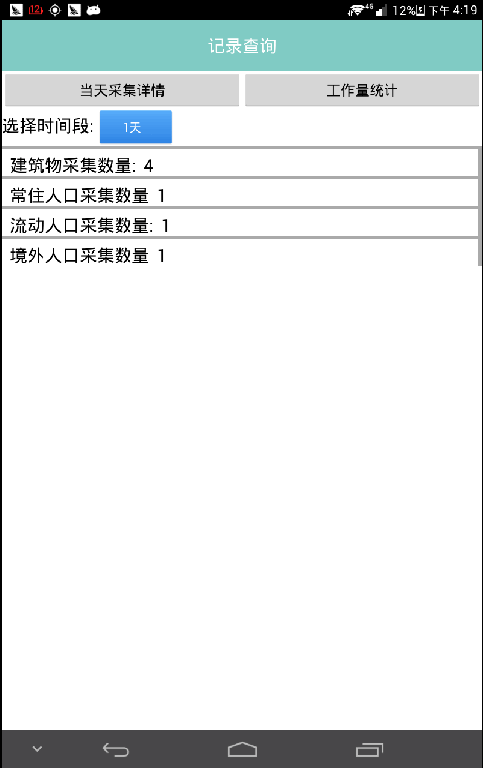 (12) 4G 12% 下午 4:19
记录查询
当天采集详情 工作量统计
选择时间段: 1天
建筑物采集数量: 4
常住人口采集数量 1
流动人口采集数量: 1
境外人口采集数量 1